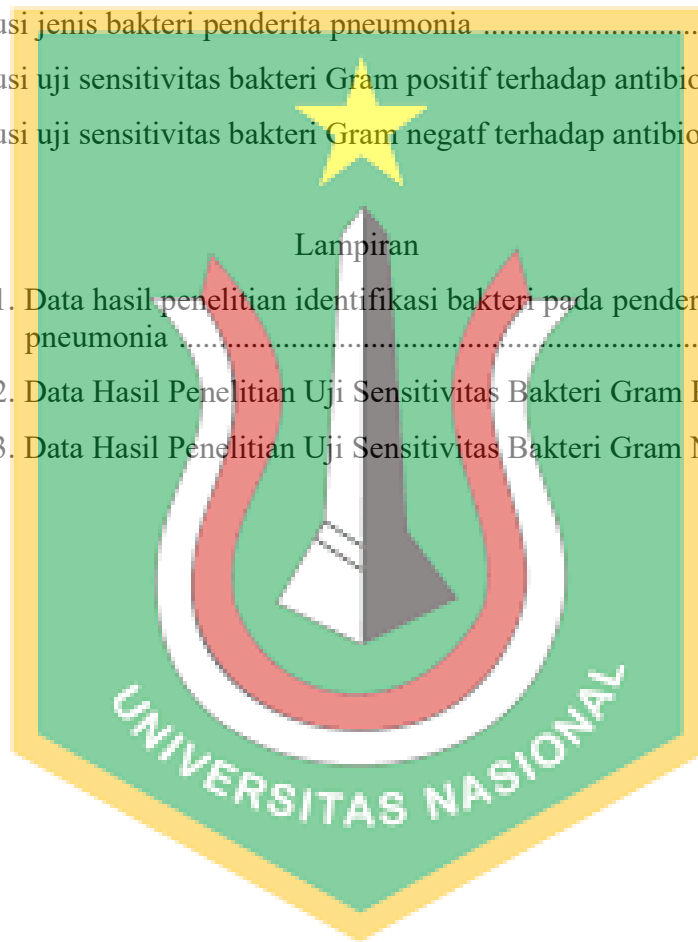 usi jenis bakteri penderita pneumonia ..............................
usi uji sensitivitas bakteri Gram positif terhadap antibio
usi uji sensitivitas bakteri Gram negatf terhadap antibio
Lampiran
1. Data hasil penelitian identifikasi bakteri pada pender
pneumonia ....................................................................
2. Data Hasil Penelitian Uji Sensitivitas Bakteri Gram
3. Data Hasil Penelitian Uji Sensitivitas Bakteri Gram
UNIVERSITAS NASIONAL